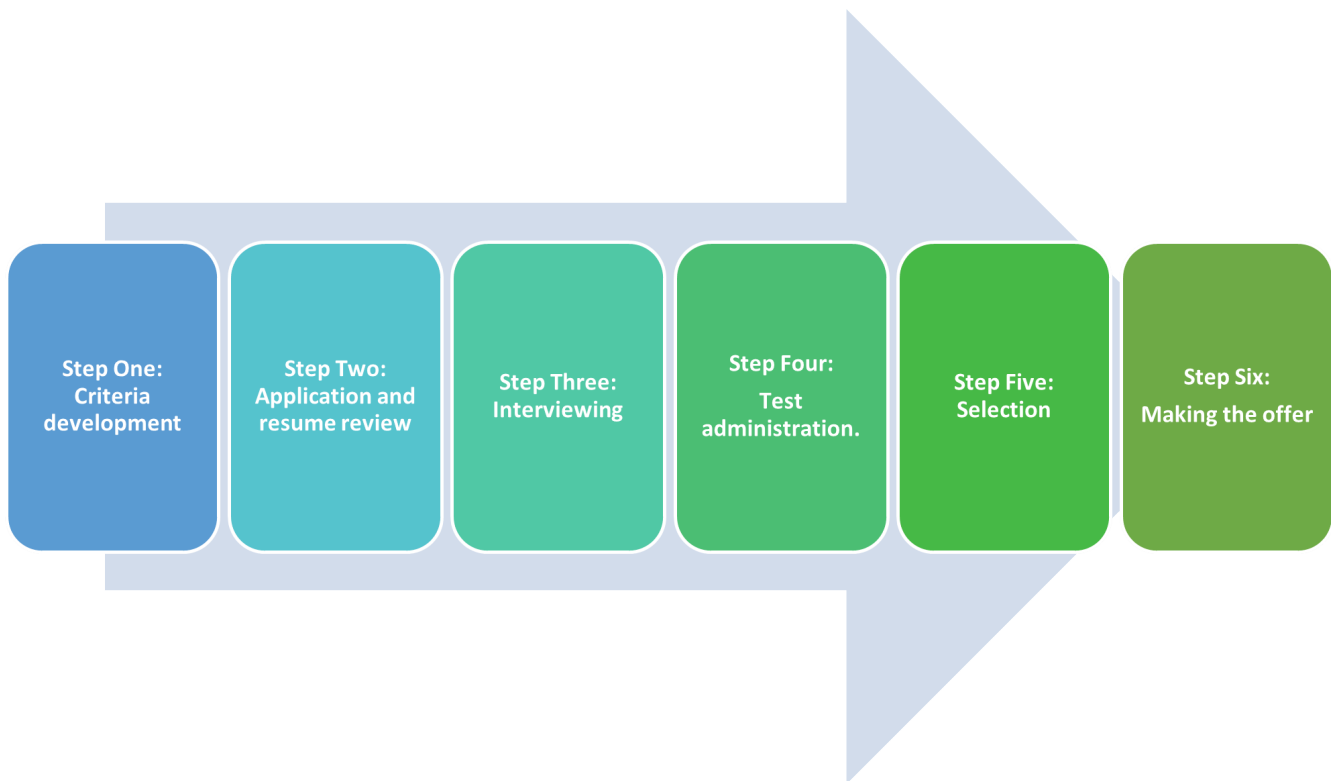 Step One:
Criteria
development
Step Two:
Application and
resume review
Step Three:
Interviewing
Step Four:
Test
administration.
Step Five:
Selection
Step Six:
Making the offer